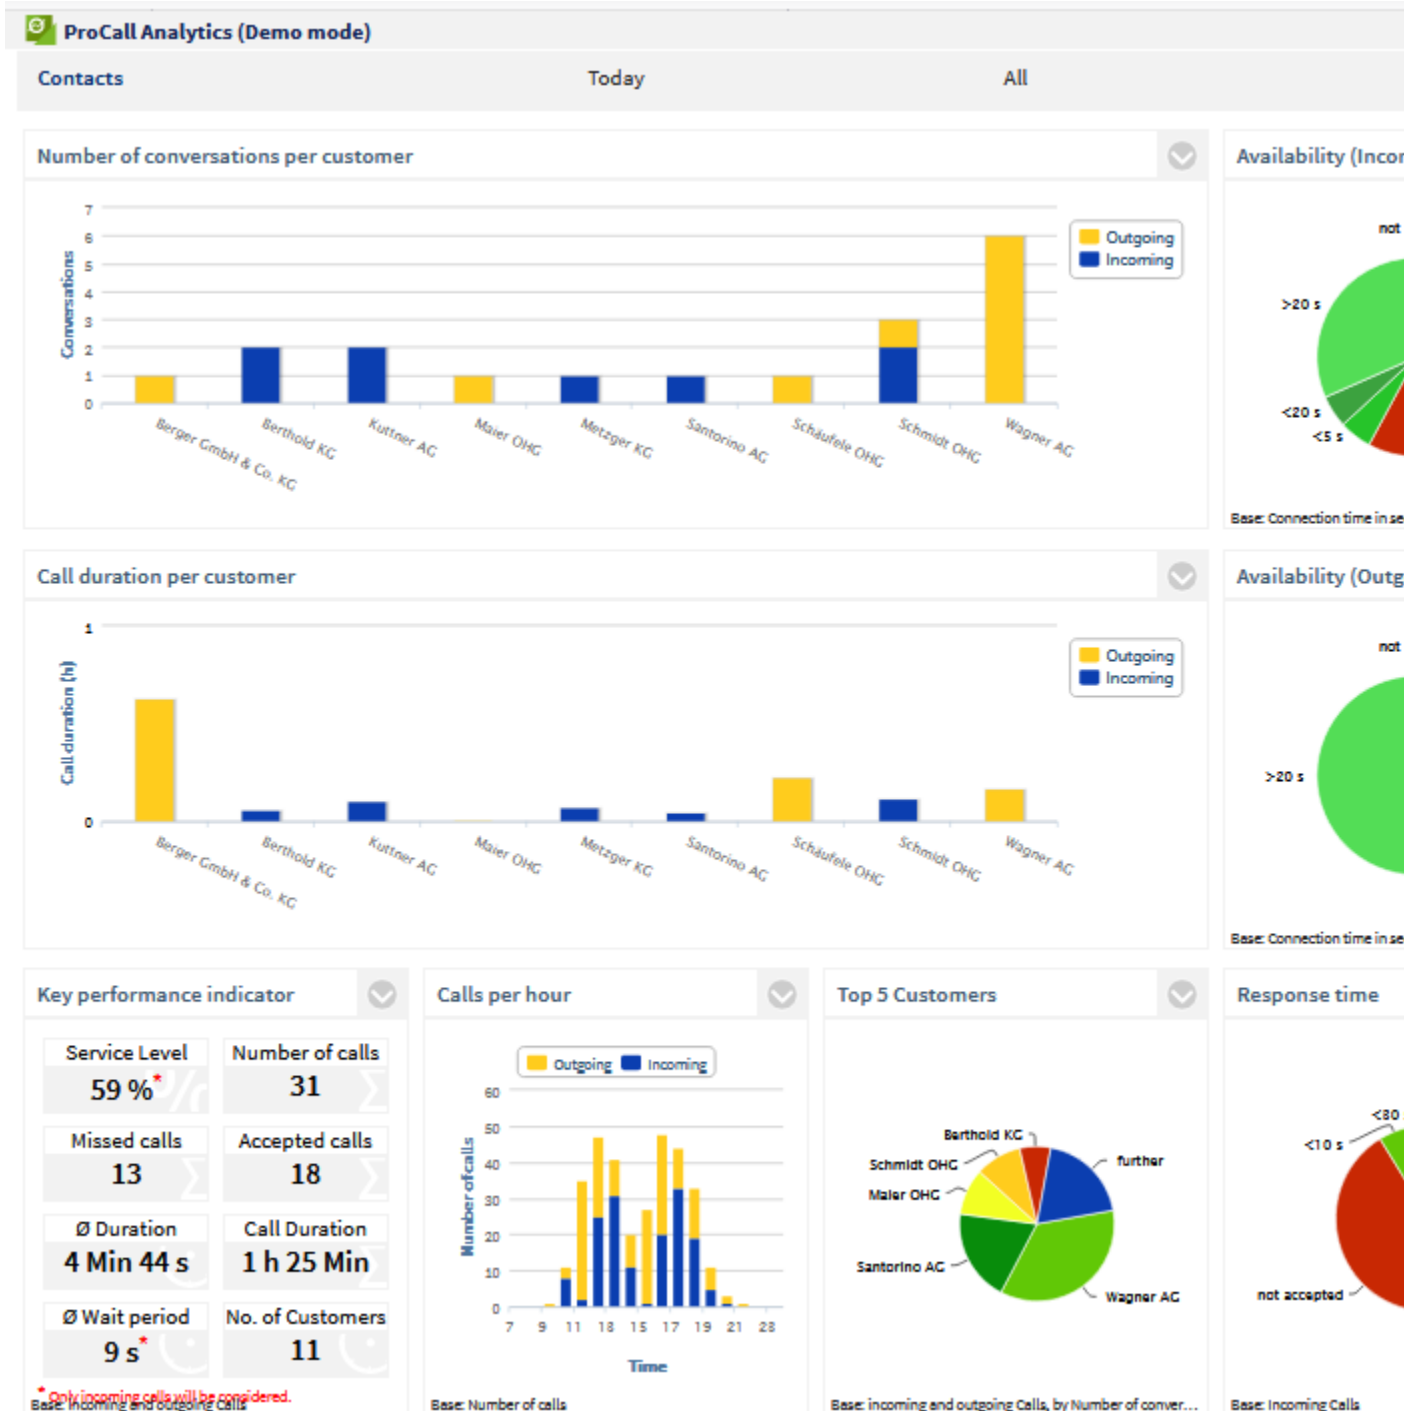 ProCall Analytics (Demo mode)
Contacts Today All
Number of conversations per customer
7
6
5
4
3
2
1
0
Conversations
Outgoing
Incoming
Berger GmbH & Co. KG
Berthold KG
Kuttner AG
Maier OHG
Metzger KG
Santorino AG
Schäufele OHG
Schmidt OHG
Wagner AG
Availability (Incor
not
>20 s
<20 s
<5 s
Base: Connection time in se
Call duration per customer
1
0
Call duration (h)
Outgoing
Incoming
Berger GmbH & Co. KG
Berthold KG
Kuttner AG
Maier OHG
Metzger KG
Santorino AG
Schäufele OHG
Schmidt OHG
Wagner AG
Availability (Outg
not
>20 s
Base: Connection time in se
Key performance indicator
Service Level
59 %*
Number of calls
31
Missed calls
13
Accepted calls
18
Ø Duration
4 Min 44 s
Call Duration
1 h 25 Min
Ø Wait period
9 s*
No. of Customers
11
* Only incoming calls will be considered.
Base: Incoming and outgoing Calls
Calls per hour
Outgoing Incoming
60
50
40
30
20
10
0
Number of calls
7 9 11 13 15 17 19 21 23
Time
Base: Number of calls
Top 5 Customers
Berthold KG
further
Schmidt OHG
Maier OHG
Santorino AG
Wagner AG
Base: incoming and outgoing Calls, by Number of conver...
Response time
<30
<10 s
not accepted
Base: Incoming Calls